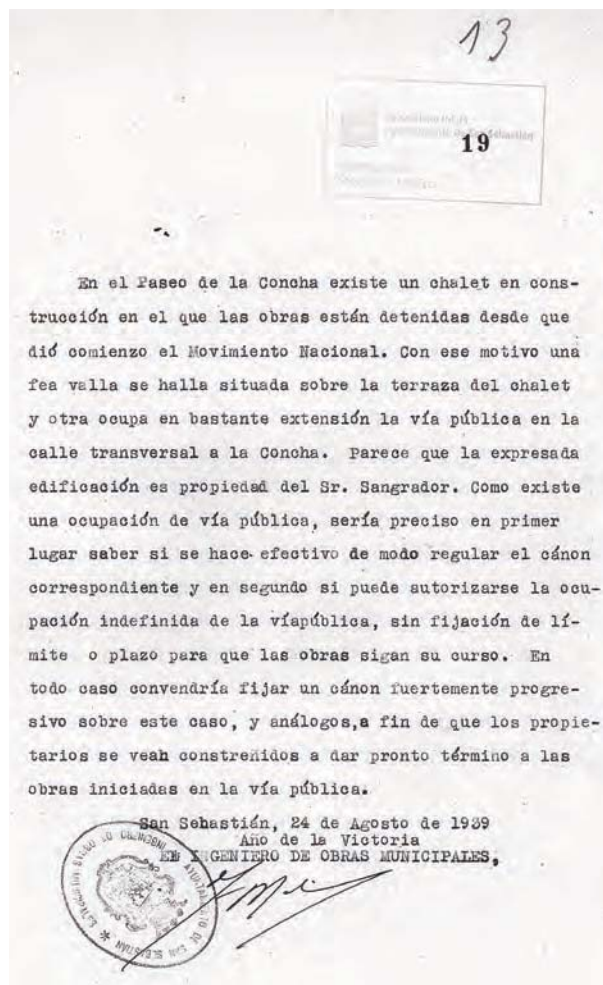 13
19
En el Paseo de la Concha existe un chalet en cons-
trucción en el que las obras están detenidas desde que
dió comienzo el Movimiento Nacional. Con ese motivo una
fea valla se halla situada sobre la terraza del chalet
y otra ocupa en bastante extensión la vía pública en la
calle transversal a la Concha. Parece que la expresada
edificación es propiedad del Sr. Sangrador. Como existe
una ocupación de vía pública, sería preciso en primer
lugar saber si se hace efectivo de modo regular el cánon
correspondiente y en segundo si puede autorizarse la ocu-
pación indefinida de la víapública, sin fijación de lí-
mite o plazo para que las obras sigan su curso. En
todo caso convendría fijar un cánon fuertemente progre-
sivo sobre este caso, y análogos,a fin de que los propie-
tarios se veah constreñidos a dar pronto término a las
obras iniciadas en la vía pública.
San Sebastián, 24 de Agosto de 1939
Año de la Victoria
EL INGENIERO DE OBRAS MUNICIPALES,
AYUNTAMIENTO DE SAN SEBASTIÁN